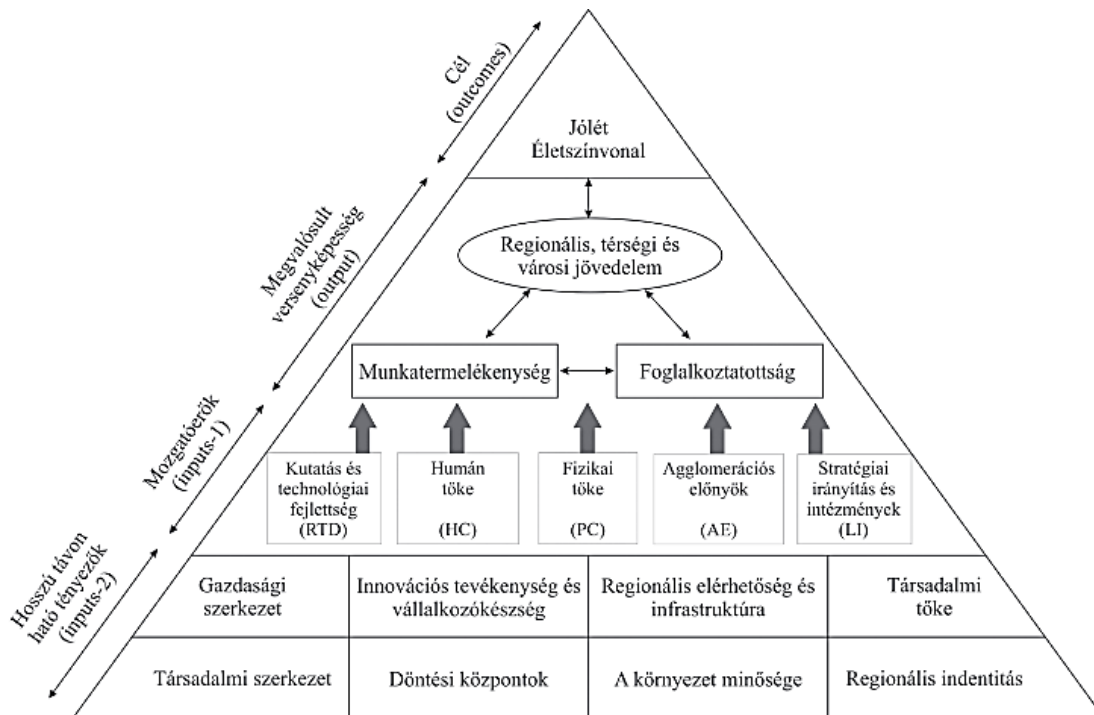 Cél
(outcomes)
Jólét
Életszínvonal
Megvalósult
versenyképesség
(output)
Regionális, térségi és
városi jövedelem
Munkatermelékenység
Foglalkoztatottság
Mozgatóerők
(inputs-1)
Kutatás és
technológiai
fejlettség
(RTD)
Humán
tőke
(HC)
Fizikai
tőke
(PC)
Agglomerációs
előnyök
(AE)
Stratégiai
irányítás és
intézmények
(LI)
Hosszú távon
ható tényezők
(inputs-2)
Gazdasági
szerkezet
Innovációs tevékenység és
vállalkozókészség
Regionális elérhetőség és
infrastruktúra
Társadalmi
tőke
Társadalmi szerkezet
Döntési központok
A környezet minősége
Regionális indentitás